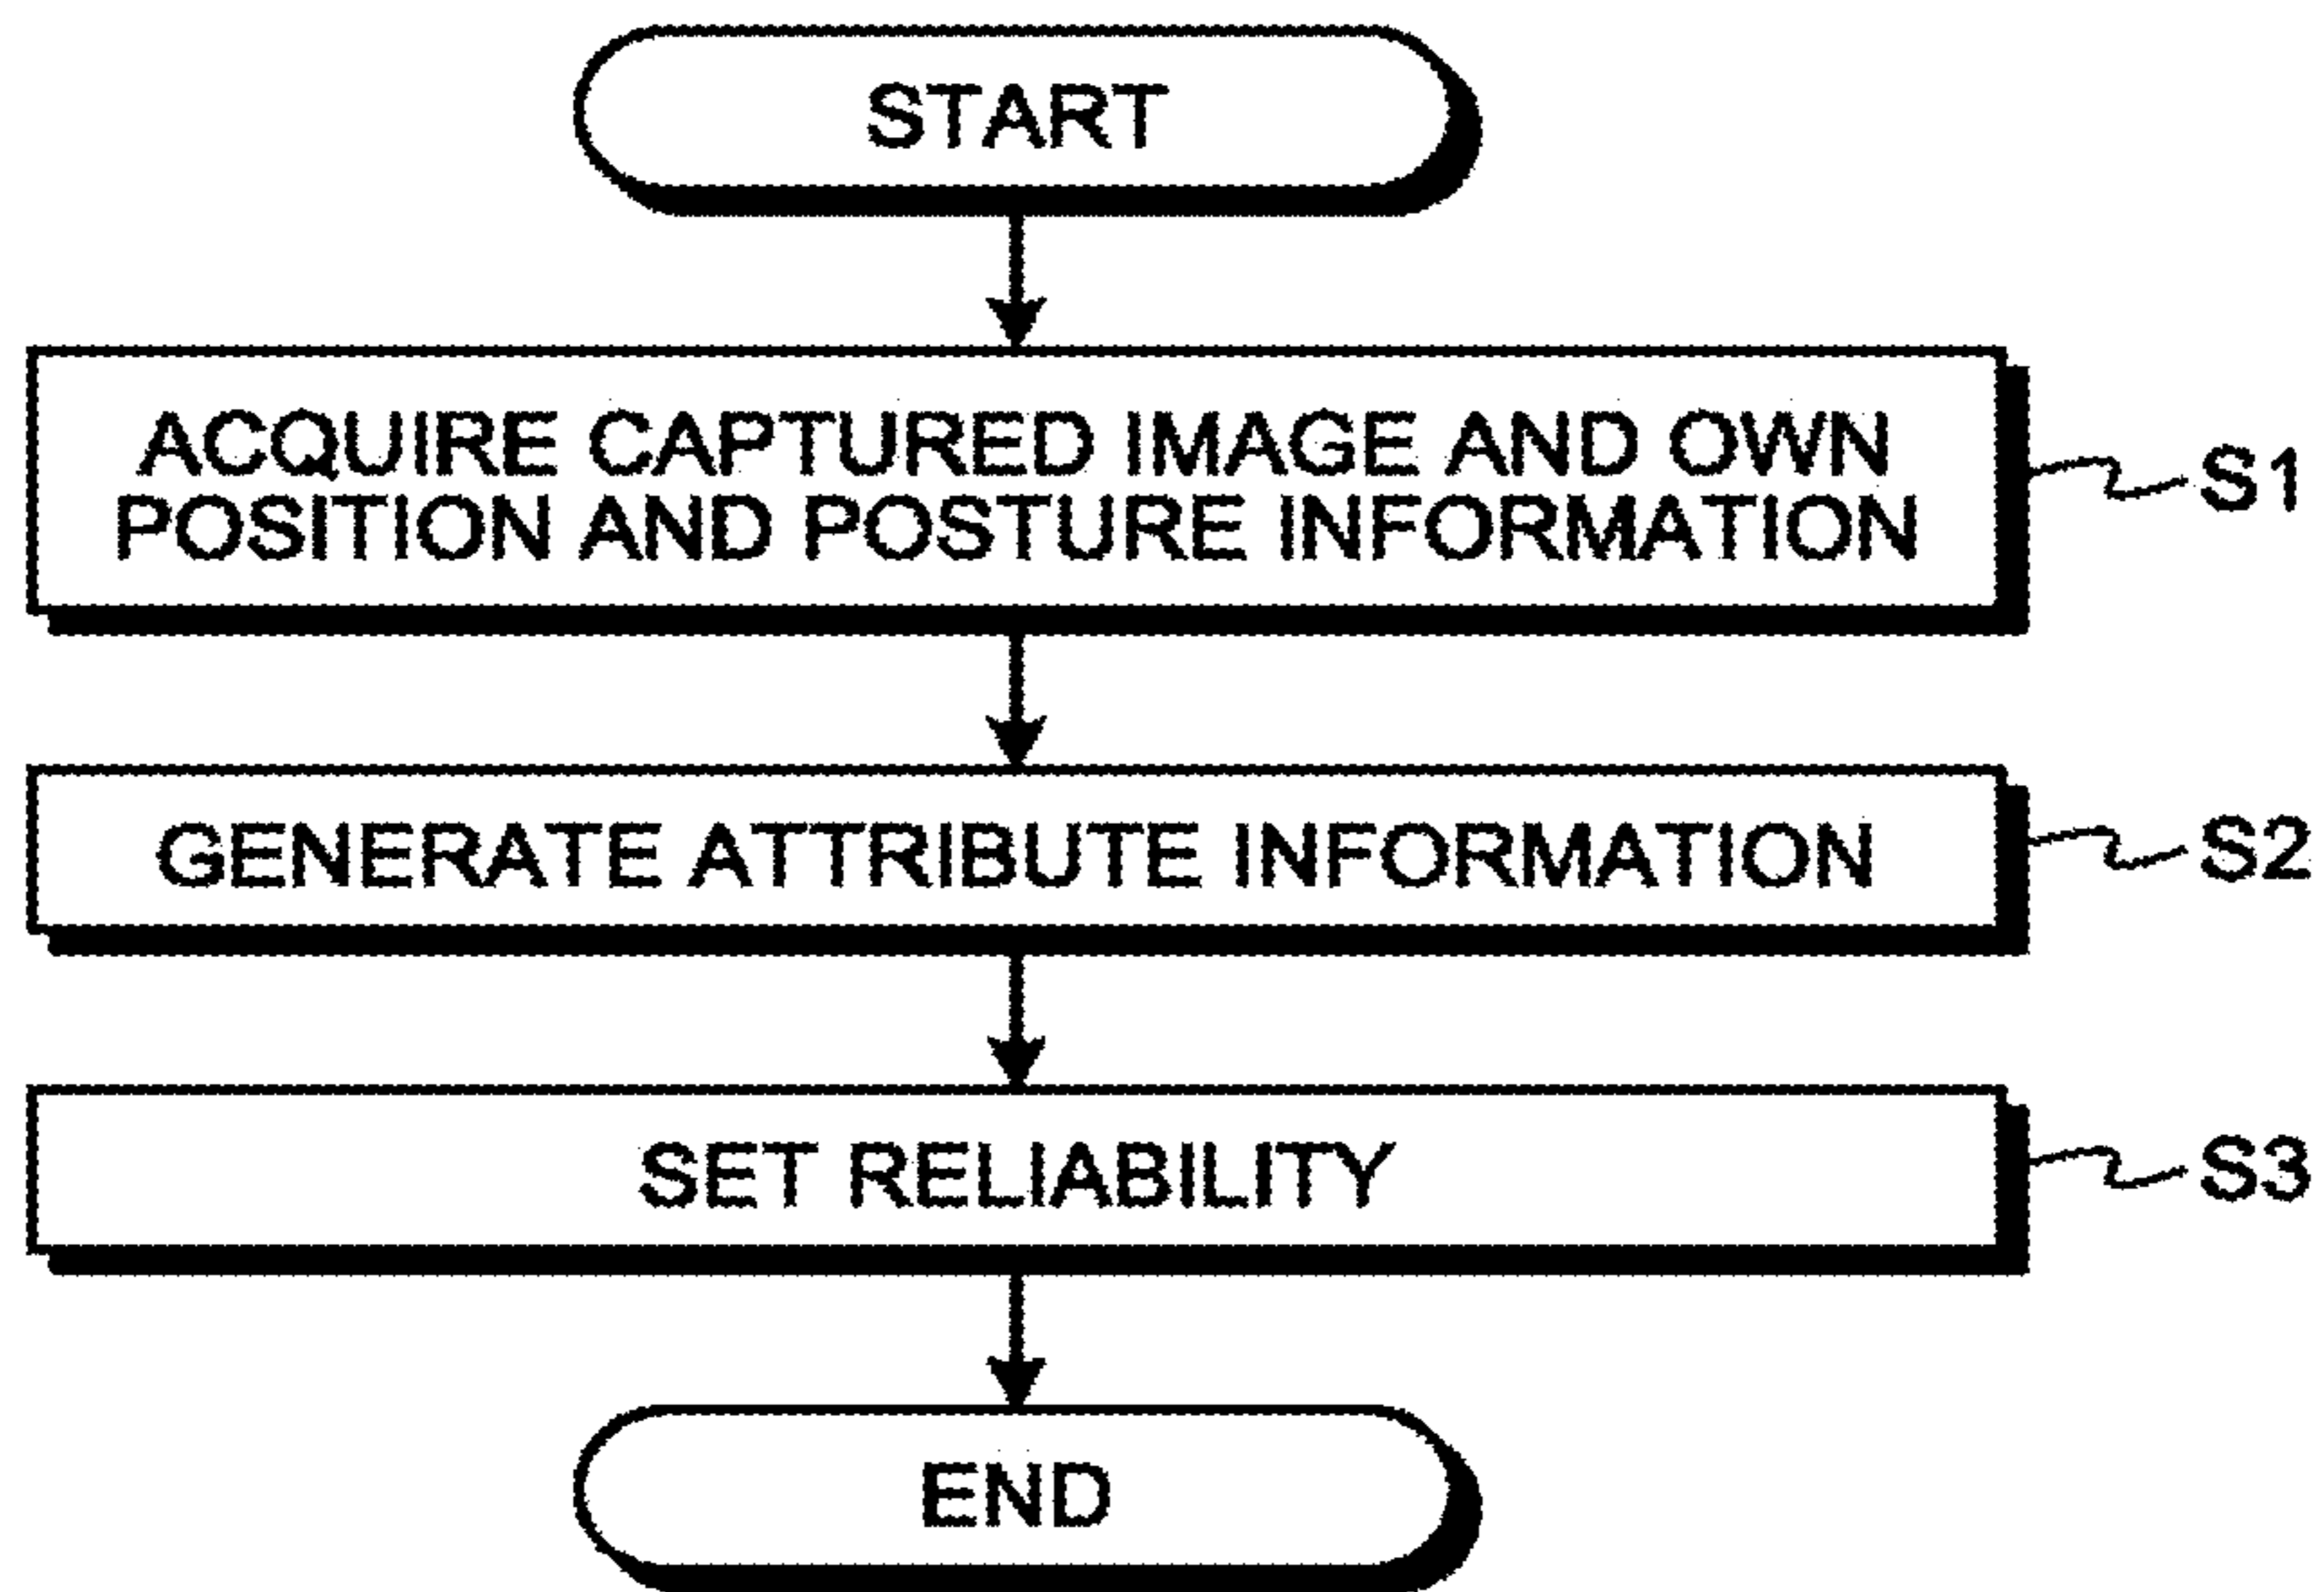 START
ACQUIRE CAPTURED IMAGE AND OWN
POSITION AND POSTURE INFORMATION
S1
GENERATE ATTRIBUTE INFORMATION
S2
SET RELIABILITY
S3
END